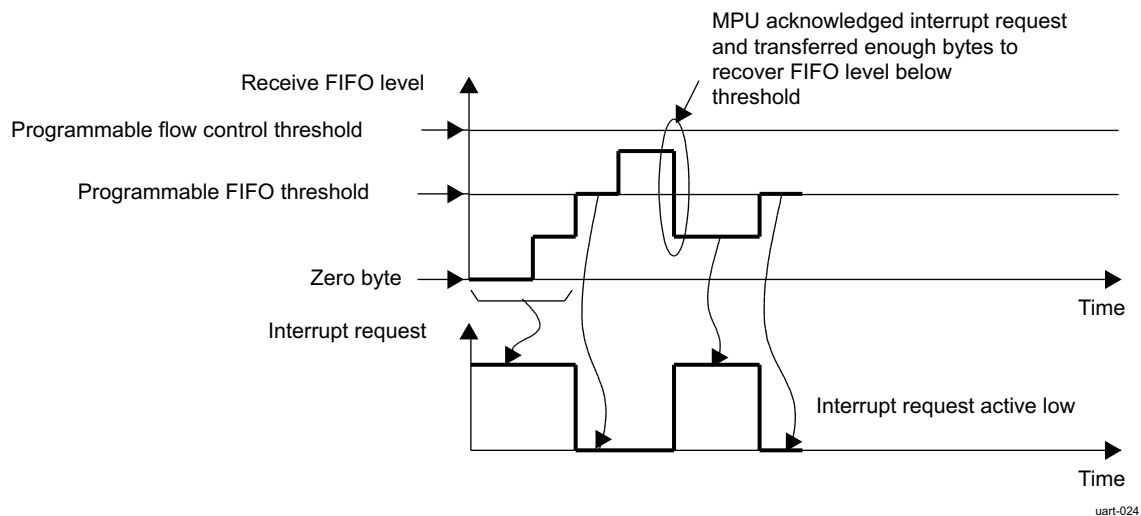 MPU acknowledged interrupt request
and transferred enough bytes to
recover FIFO level below
threshold
Receive FIFO level
Programmable flow control threshold
Programmable FIFO threshold
Zero byte
Time
Interrupt request
Interrupt request active low
Time
uart-024